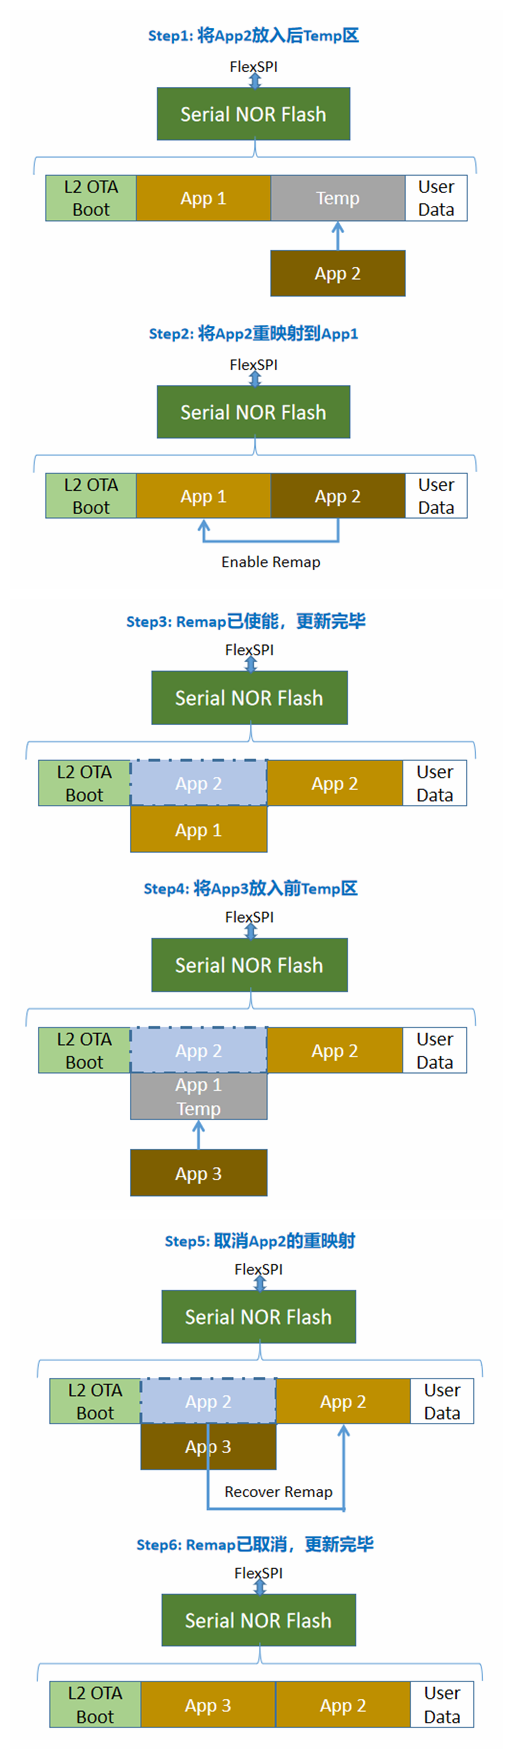 Step1: 将App2放入后Temp区
FlexSPI
Serial NOR Flash
L2 OTA
Boot
App 1
Temp
User
Data
App 2
Step2: 将App2重映射到App1
FlexSPI
Serial NOR Flash
L2 OTA
Boot
App 1
App 2
User
Data
Enable Remap
Step3: Remap已使能，更新完毕
FlexSPI
Serial NOR Flash
L2 OTA
Boot
App 2
App 2
User
Data
App 1
Step4: 将App3放入前Temp区
FlexSPI
Serial NOR Flash
L2 OTA
Boot
App 2
App 2
User
Data
App 1
Temp
App 3
Step5: 取消App2的重映射
FlexSPI
Serial NOR Flash
L2 OTA
Boot
App 2
App 2
User
Data
App 3
Recover Remap
Step6: Remap已取消，更新完毕
FlexSPI
Serial NOR Flash
L2 OTA
Boot
App 3
App 2
User
Data